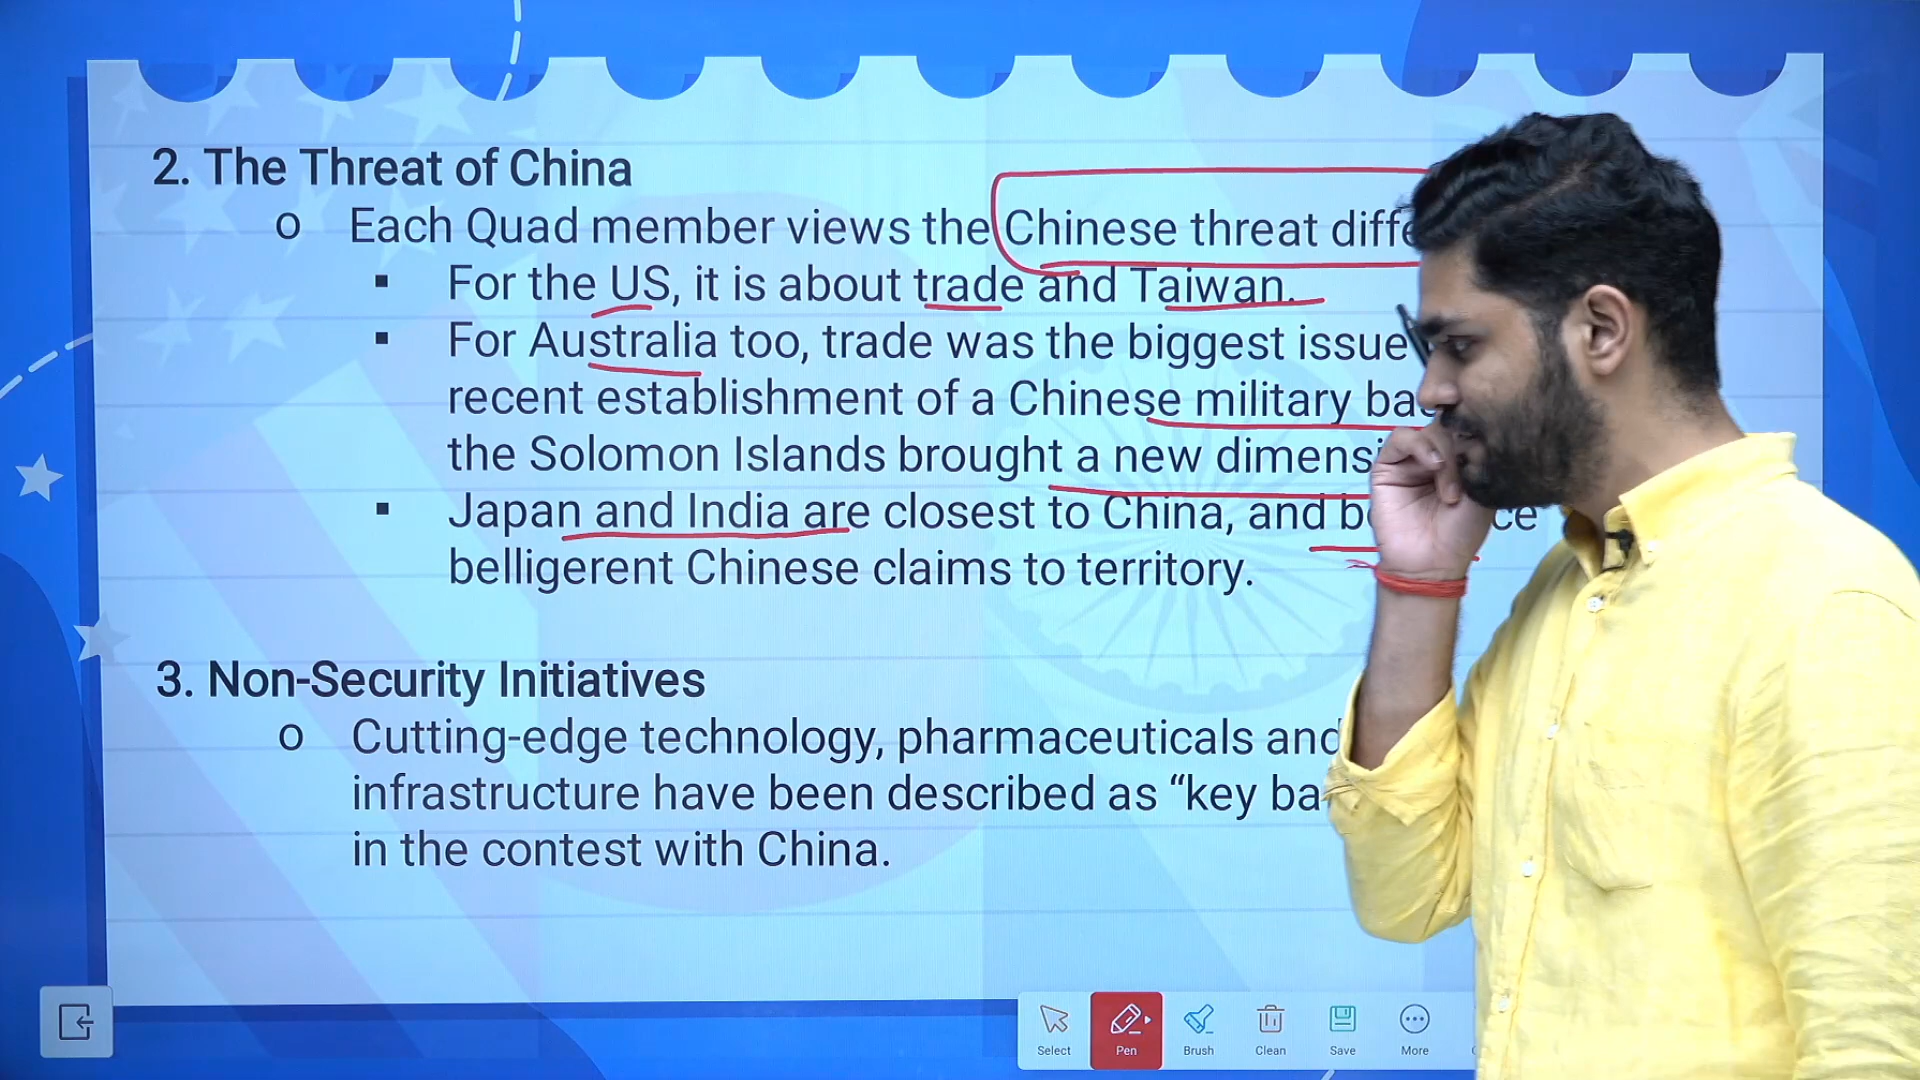 2. The Threat of China
o Each Quad member views the Chinese threat diffe
▪ For the US, it is about trade and Taiwan.
▪ For Australia too, trade was the biggest issue
recent establishment of a Chinese military ba
the Solomon Islands brought a new dimens
▪ Japan and India are closest to China, and b ce
belligerent Chinese claims to territory.
3. Non-Security Initiatives
o Cutting-edge technology, pharmaceuticals and
infrastructure have been described as “key ba
in the contest with China.
Select Pen Brush Clean Save More